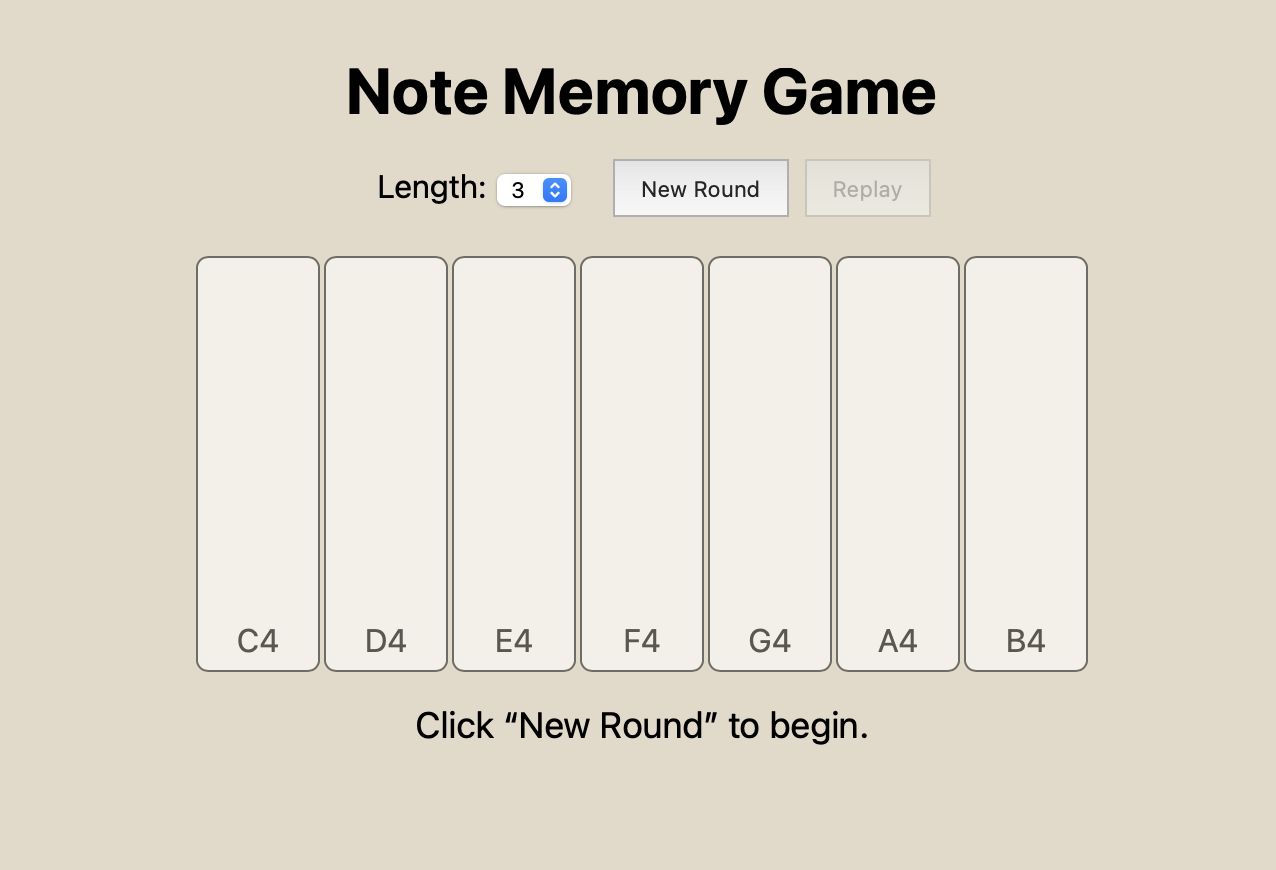 Note Memory Game
Length: 3 New Round Replay
C4 D4 E4 F4 G4 A4 B4
Click “New Round” to begin.